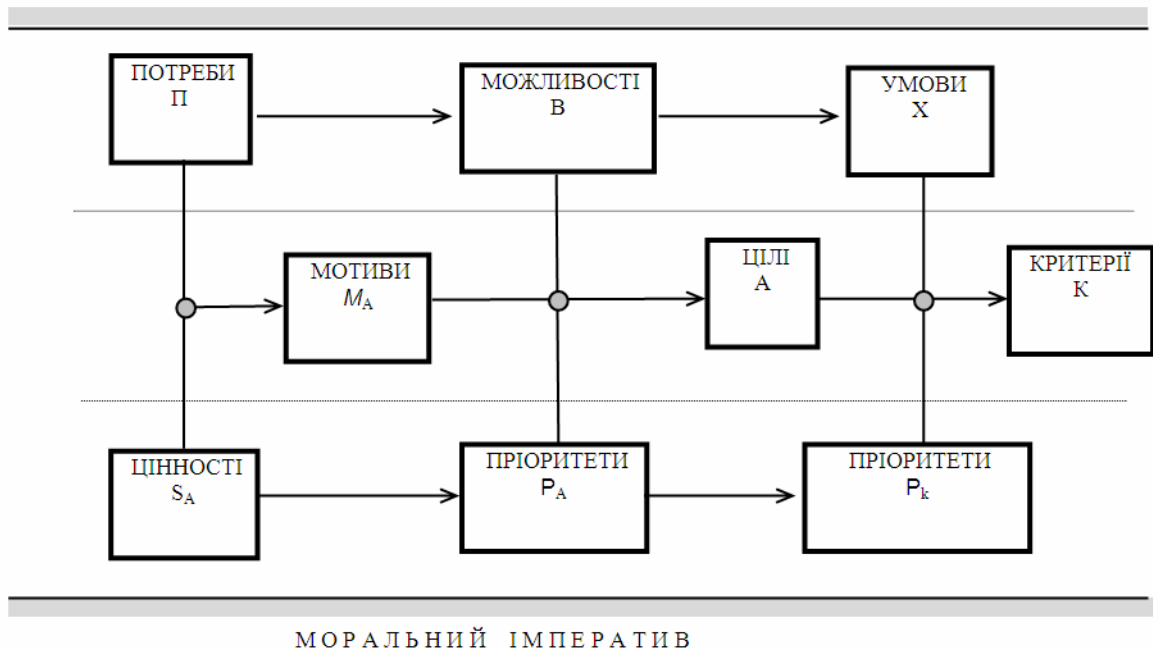 ПОТРЕБИ
П
МОЖЛИВОСТІ
В
УМОВИ
Х
МОТИВИ
MA
ЦІЛІ
А
КРИТЕРІЇ
К
ЦІННОСТІ
SA
ПРІОРИТЕТИ
PA
ПРІОРИТЕТИ
Pk
МОРАЛЬНИЙ ІМПЕРАТИВ